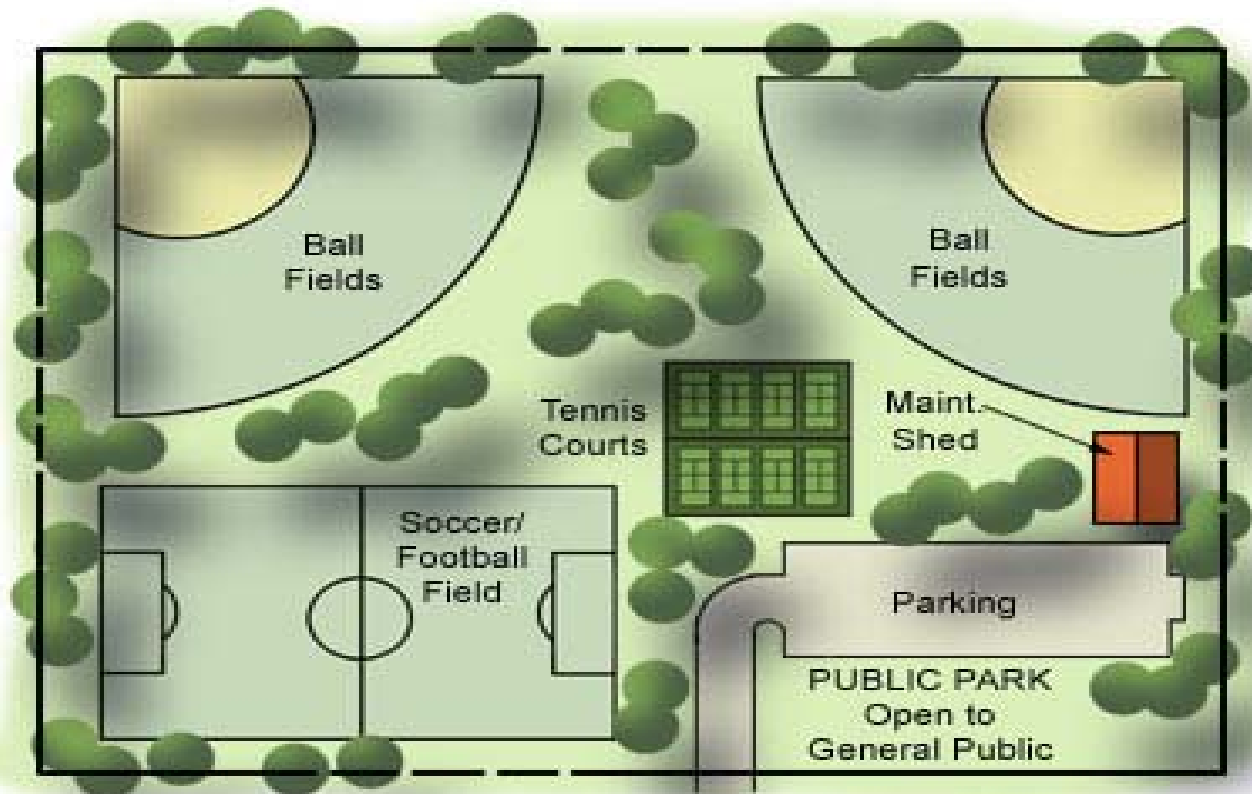 Ball
Fields
Ball
Fields
Tennis
Courts
Maint.
Shed
Soccer/
Football
Field
Parking
PUBLIC PARK
Open to
General Public